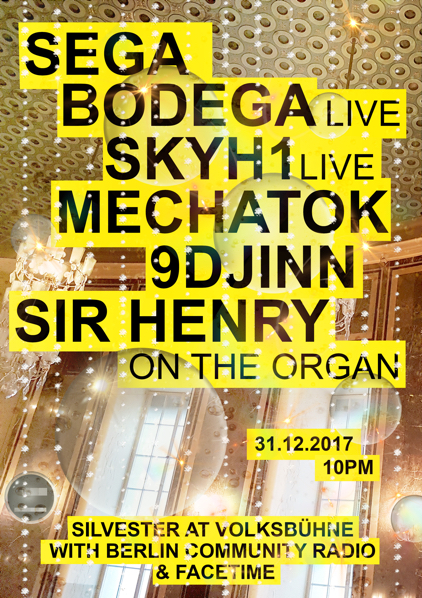 SEGA
BODEGA LIVE
SKYH1 LIVE
MECHATOK
9DJINN
SIR HENRY
ON THE ORGAN
31.12.2017
10PM
SILVESTER AT VOLKSBÜHNE
WITH BERLIN COMMUNITY RADIO
& FACETIME